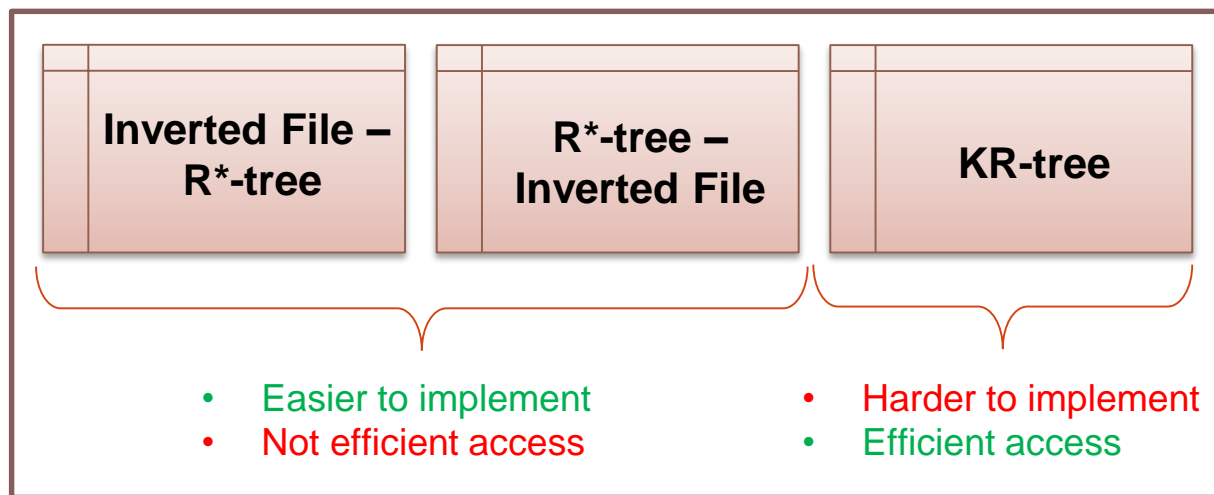 Inverted File –
R*-tree
R*-tree –
Inverted File
KR-tree
• Easier to implement
• Not efficient access
• Harder to implement
• Efficient access